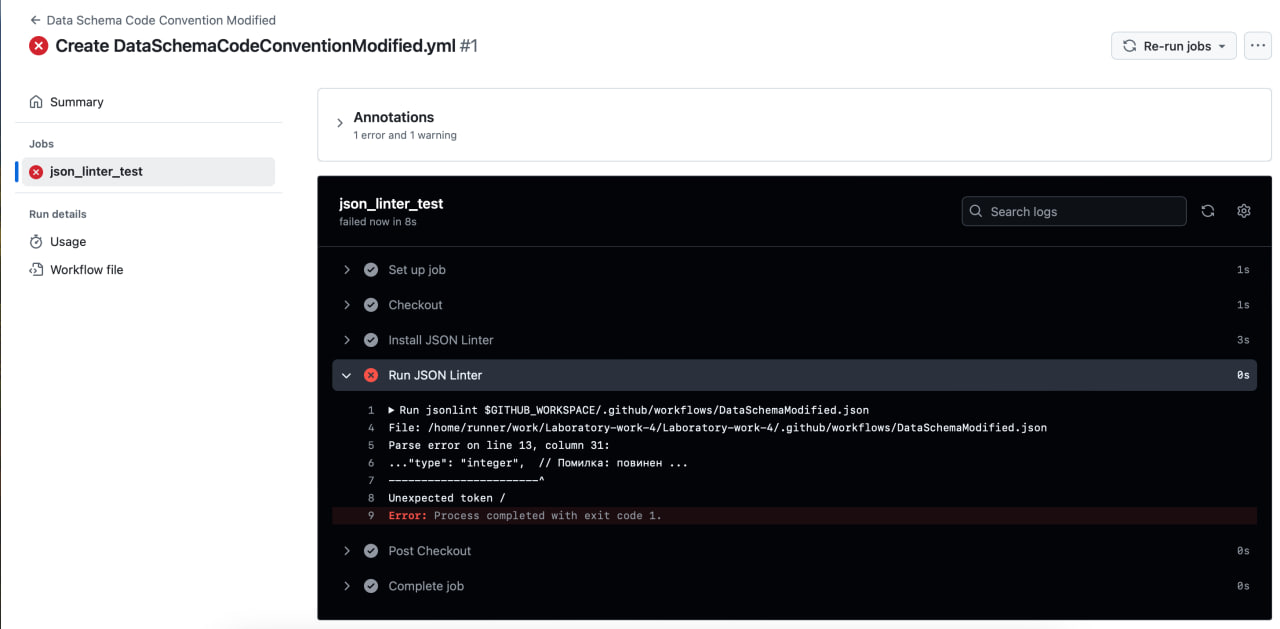 ← Data Schema Code Convention Modified
Create DataSchemaCodeConventionModified.yml #1
Re-run jobs
...
Summary
Jobs
json_linter_test
Run details
Usage
Workflow file
Annotations
1 error and 1 warning
json_linter_test
failed now in 8s
Search logs
Set up job 1s
Checkout 1s
Install JSON Linter 3s
Run JSON Linter 0s
1 ▶ Run jsonlint $GITHUB_WORKSPACE/.github/workflows/DataSchemaModified.json
4 File: /home/runner/work/Laboratory-work-4/Laboratory-work-4/.github/workflows/DataSchemaModified.json
5 Parse error on line 13, column 31:
6 ..."type": "integer",  // Помилка: повинен ...
7 -----------------------^
8 Unexpected token /
9 Error: Process completed with exit code 1.
Post Checkout 0s
Complete job 0s